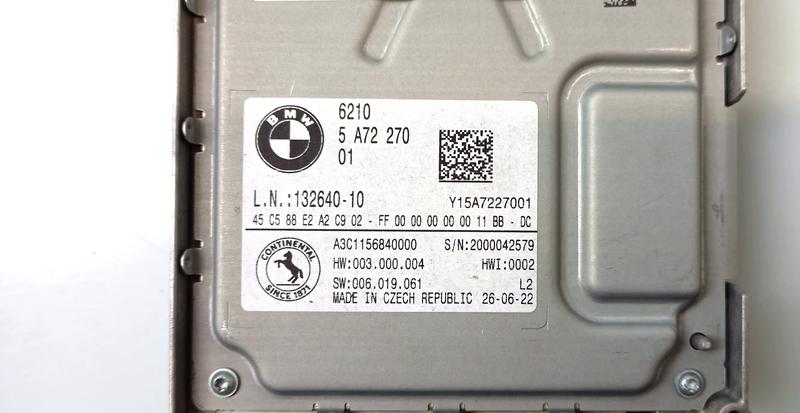 BMW
6210
5 A72 270
01
L.N.:132640-10
Y15A7227001
45 C5 88 E2 A2 C9 02 - FF 00 00 00 00 00 11 BB - DC
CONTINENTAL
SINCE 1871
A3C1156840000 S/N:2000042579
HW:003.000.004 HWI:0002
SW:006.019.061 L2
MADE IN CZECH REPUBLIC 26-06-22